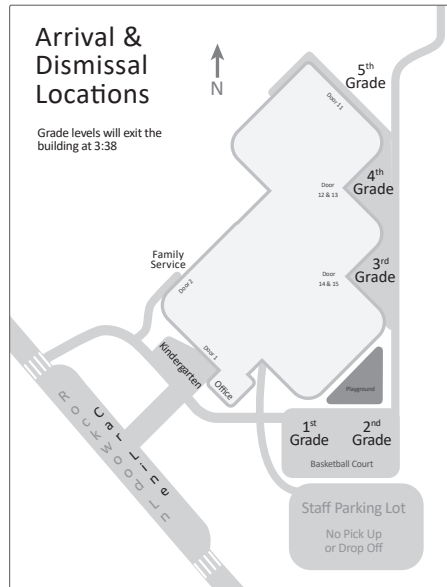 Arrival &
Dismissal
Locations
Grade levels will exit the
building at 3:38
N
5th
Grade
Door 11
4th
Grade
Door
12 & 13
3rd
Grade
Door
14 & 15
Family
Service
Door 2
Door 1
Kindergarten
Office
Playground
1st
Grade
2nd
Grade
Basketball Court
Car Line
Rockwood Ln
Staff Parking Lot
No Pick Up
or Drop Off